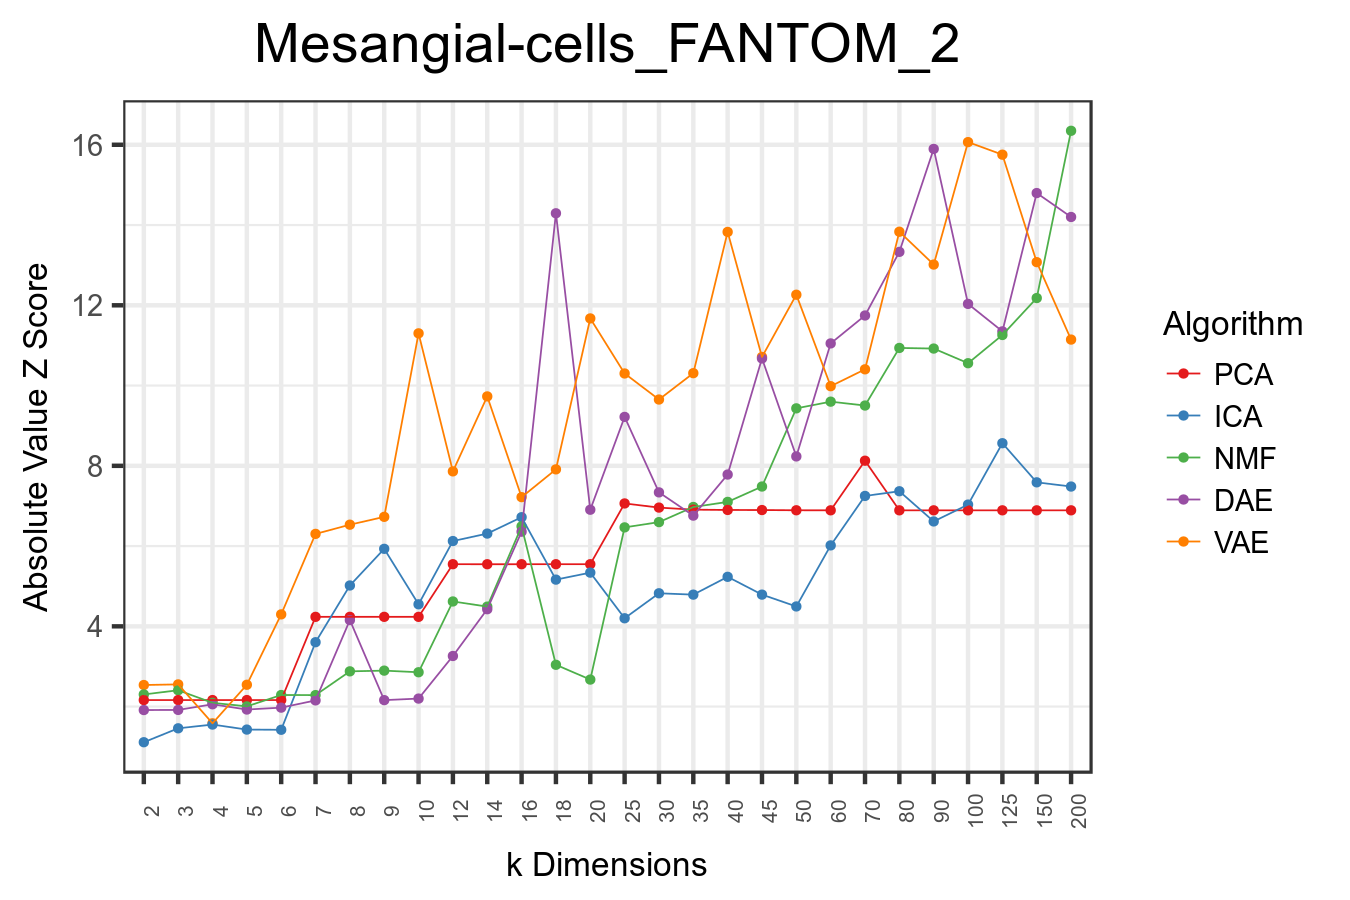 Mesangial-cells_FANTOM_2
Absolute Value Z Score
16
12
8
4
2 3 4 5 6 7 8 9 10 12 14 16 18 20 25 30 35 40 45 50 60 70 80 90 100 125 150 200
k Dimensions
Algorithm
PCA
ICA
NMF
DAE
VAE